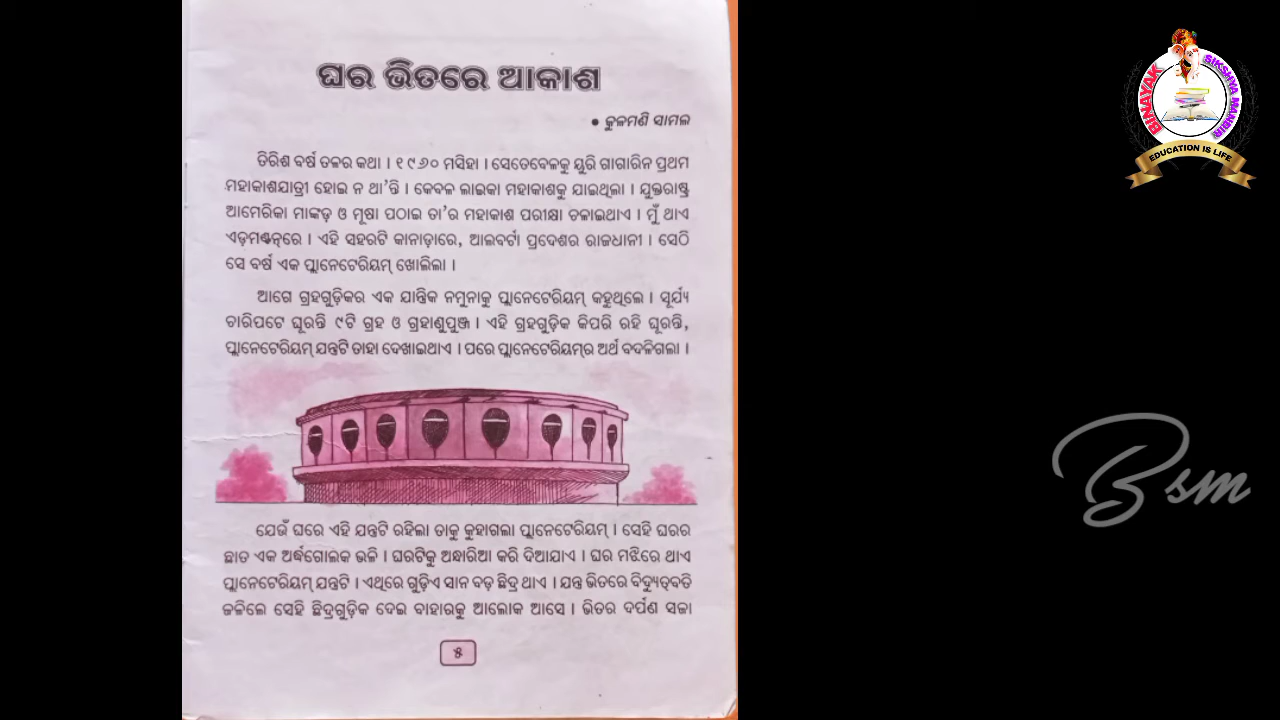 ଘର ଭିତରେ ଆକାଶ
• କୁଳମଣି ସାମଲ
ତିରିଶ ବର୍ଷ ତଳର କଥା । ୧୯୬୦ ମସିହା । ସେତେବେଳକୁ ୟୁରି ଗାଗାରିନ ପ୍ରଥମ
ମହାକାଶଯାତ୍ରୀ ହୋଇ ନ ଥା'ନ୍ତି । କେବଳ ଲାଇକା ମହାକାଶକୁ ଯାଇଥିଲା । ଯୁକ୍ତରାଷ୍ଟ୍ର
ଆମେରିକା ମାଙ୍କଡ଼ ଓ ମୂଷା ପଠାଇ ତା'ର ମହାକାଶ ପରୀକ୍ଷା ଚଳାଇଥାଏ । ମୁଁ ଥାଏ
ଏଡ଼ମଣ୍ଟନ୍‌ରେ । ଏହି ସହରଟି କାନାଡ଼ାରେ, ଆଲବର୍ଟା ପ୍ରଦେଶର ରାଜଧାନୀ । ସେଠି
ସେ ବର୍ଷ ଏକ ପ୍ଲାନେଟେରିୟମ୍ ଖୋଲିଲା ।
ଆଗେ ଗ୍ରହଗୁଡ଼ିକର ଏକ ଯାନ୍ତ୍ରିକ ନମୁନାକୁ ପ୍ଲାନେଟେରିୟମ୍ କହୁଥିଲେ । ସୂର୍ଯ୍ୟ
ଚାରିପଟେ ଘୂରନ୍ତି ୯ଟି ଗ୍ରହ ଓ ଗ୍ରହାଣୁପୁଞ୍ଜ । ଏହି ଗ୍ରହଗୁଡ଼ିକ କିପରି ରହି ଘୂରନ୍ତି,
ପ୍ଲାନେଟେରିୟମ୍ ଯନ୍ତ୍ରଟି ତାହା ଦେଖାଇଥାଏ । ପରେ ପ୍ଲାନେଟେରିୟମ୍‌ର ଅର୍ଥ ବଦଳିଗଲା ।
ଯେଉଁ ଘରେ ଏହି ଯନ୍ତ୍ରଟି ରହିଲା ତାକୁ କୁହାଗଲା ପ୍ଲାନେଟେରିୟମ୍ । ସେହି ଘରର
ଛାତ ଏକ ଅର୍ଦ୍ଧଗୋଲକ ଭଳି । ଘରଟିକୁ ଅନ୍ଧାରିଆ କରି ଦିଆଯାଏ । ଘର ମଝିରେ ଥାଏ
ପ୍ଲାନେଟେରିୟମ୍ ଯନ୍ତ୍ରଟି । ଏଥିରେ ଗୁଡ଼ିଏ ସାନ ବଡ଼ ଛିଦ୍ର ଥାଏ । ଯନ୍ତ୍ର ଭିତରେ ବିଦ୍ୟୁତ୍‌ବତି
ଜଳିଲେ ସେହି ଛିଦ୍ରଗୁଡ଼ିକ ଦେଇ ବାହାରକୁ ଆଲୋକ ଆସେ । ଭିତର ଦର୍ପଣ ସଜା
୫
BINAYAK SIKSHYA MANDIR
EDUCATION IS LIFE
Bsm